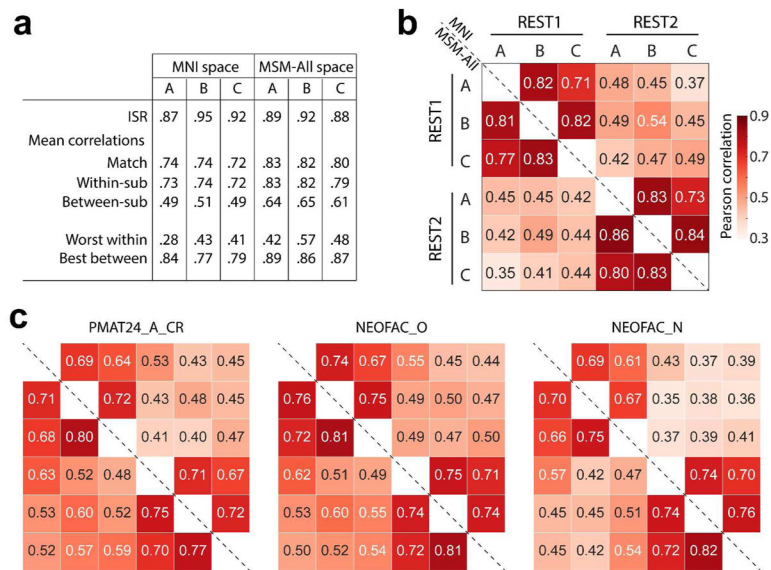 a
MNI space MSM-All space
A B C A B C
ISR .87 .95 .92 .89 .92 .88
Mean correlations
Match .74 .74 .72 .83 .82 .80
Within-sub .73 .74 .72 .83 .82 .79
Between-sub .49 .51 .49 .64 .65 .61
Worst within .28 .43 .41 .42 .57 .48
Best between .84 .77 .79 .89 .86 .87
b
MNI
MSM-All
REST1 REST2
A B C A B C
REST1
REST2
A 0.82 0.71 0.48 0.45 0.37
B 0.81 0.82 0.49 0.54 0.45
C 0.77 0.83 0.42 0.47 0.49
A 0.45 0.45 0.42 0.83 0.73
B 0.42 0.49 0.44 0.86 0.84
C 0.35 0.41 0.44 0.80 0.83
0.9
0.7
0.5
0.3
Pearson correlation
c
PMAT24_A_CR
0.69 0.64 0.53 0.43 0.45
0.71 0.72 0.43 0.48 0.45
0.68 0.80 0.41 0.40 0.47
0.63 0.52 0.48 0.71 0.67
0.53 0.60 0.52 0.75 0.72
0.52 0.57 0.59 0.70 0.77
NEOFAC_O
0.74 0.67 0.55 0.45 0.44
0.76 0.75 0.49 0.50 0.47
0.72 0.81 0.49 0.47 0.50
0.62 0.51 0.49 0.75 0.71
0.53 0.60 0.55 0.74 0.74
0.50 0.52 0.54 0.72 0.81
NEOFAC_N
0.69 0.61 0.43 0.37 0.39
0.70 0.67 0.35 0.38 0.36
0.66 0.75 0.37 0.39 0.41
0.57 0.42 0.47 0.74 0.70
0.45 0.45 0.51 0.74 0.76
0.45 0.42 0.54 0.72 0.82